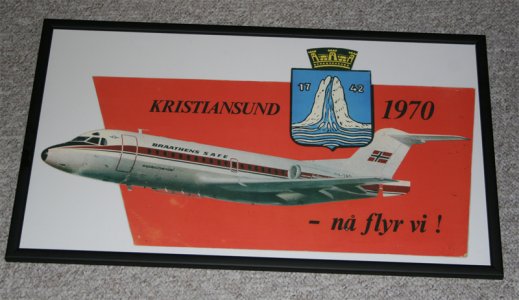 KRISTIANSUND 1970
17 42
BRAATHENS S.A.F.E
- nå flyr vi !